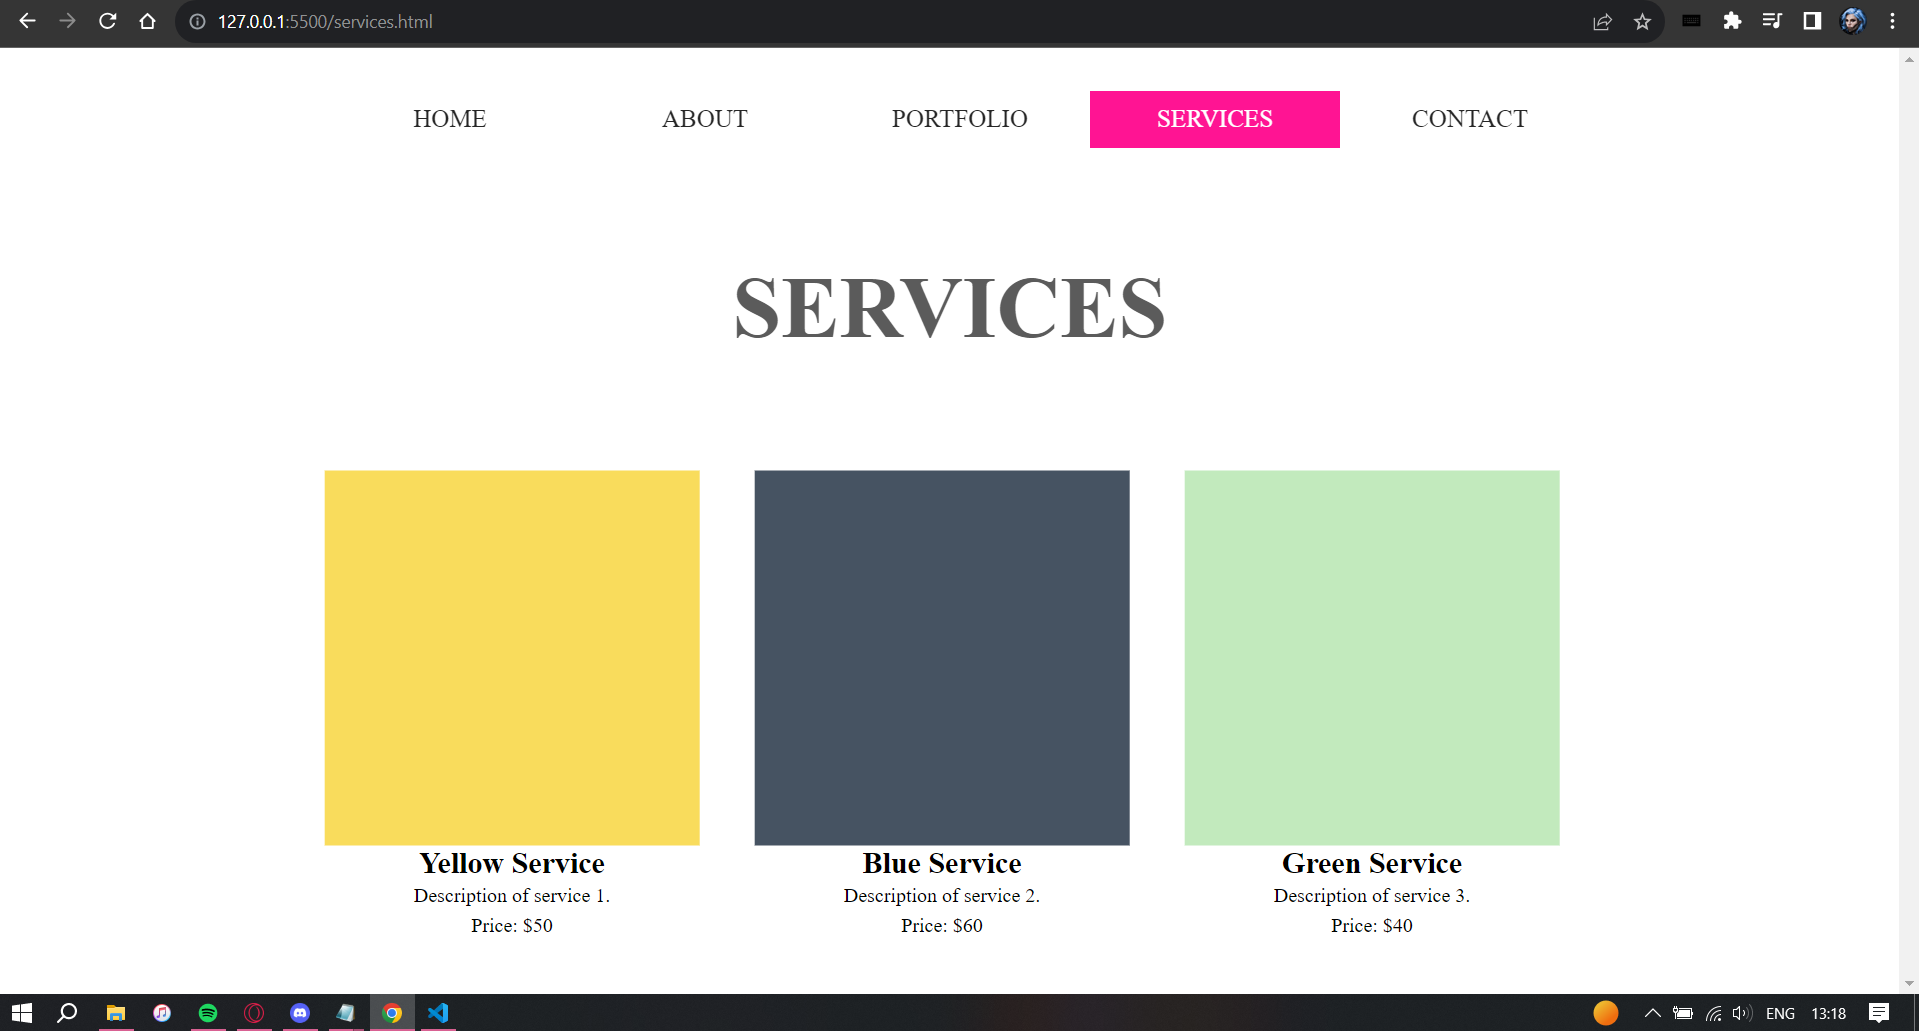 127.0.0.1:5500/services.html
HOME ABOUT PORTFOLIO SERVICES CONTACT
SERVICES
Yellow Service Blue Service Green Service
Description of service 1. Description of service 2. Description of service 3.
Price: $50 Price: $60 Price: $40
ENG 13:18